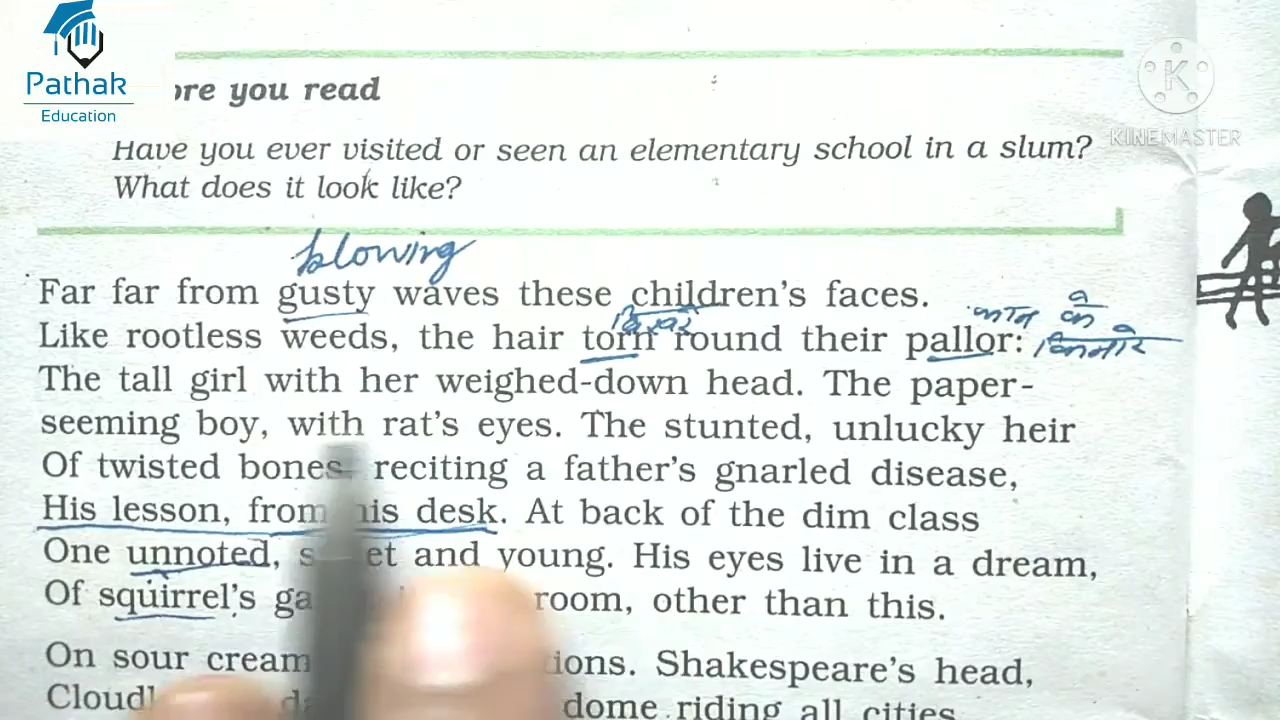 Pathak
Education
ore you read
KINEMASTER
Have you ever visited or seen an elementary school in a slum?
What does it look like?
blowing
Far far from gusty waves these children's faces.
Like rootless weeds, the hair torn round their pallor:
The tall girl with her weighed-down head. The paper-
seeming boy, with rat's eyes. The stunted, unlucky heir
Of twisted bones, reciting a father's gnarled disease,
His lesson, from his desk. At back of the dim class
One unnoted, and young. His eyes live in a dream,
Of squirrel's room, other than this.
On sour cream Shakespeare's head,
dome riding all cities